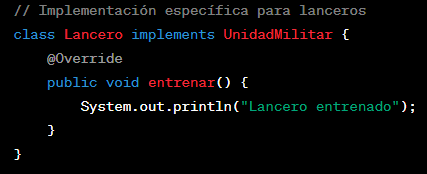 // Implementación específica para lanceros
class Lancero implements UnidadMilitar {
    @Override
    public void entrenar() {
        System.out.println("Lancero entrenado");
    }
}